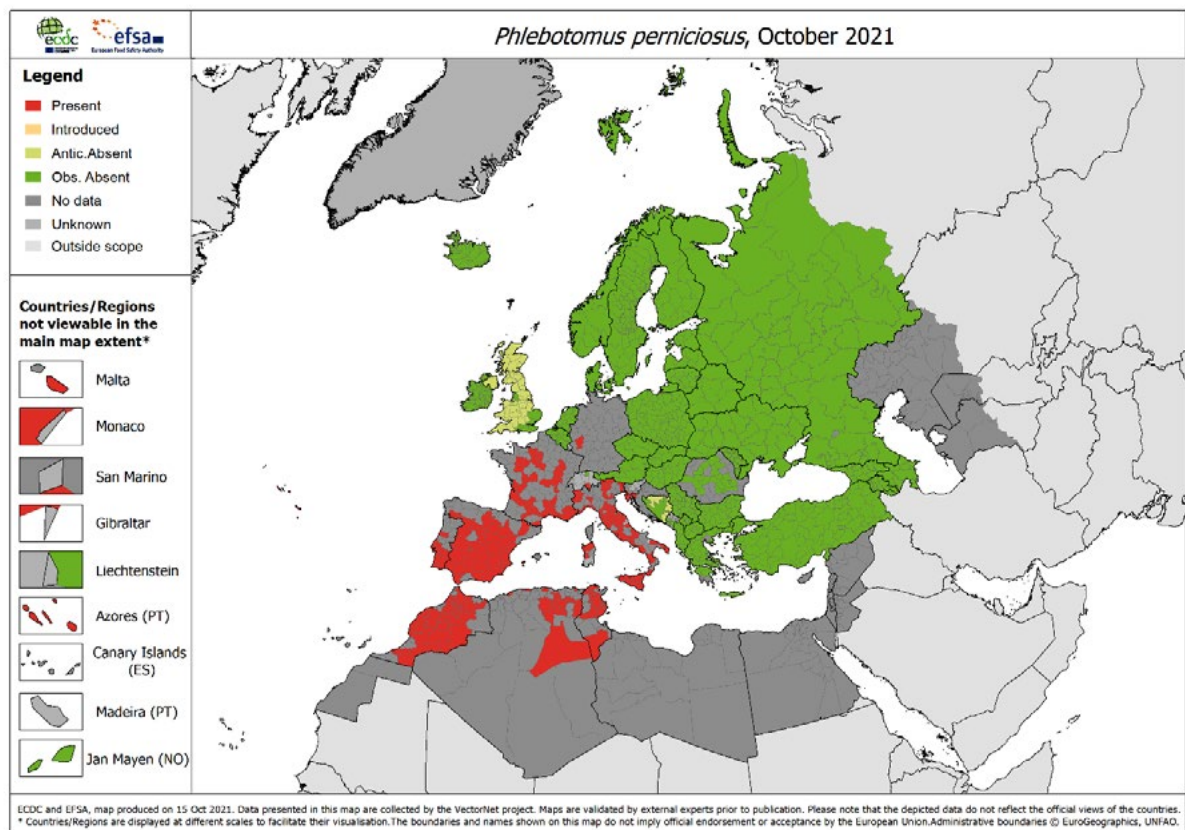 ecdc
efsa
European Food Safety Authority
Phlebotomus perniciosus, October 2021
Legend
Present
Introduced
Antic.Absent
Obs. Absent
No data
Unknown
Outside scope
Countries/Regions
not viewable in the
main map extent*
Malta
Monaco
San Marino
Gibraltar
Liechtenstein
Azores (PT)
Canary Islands
(ES)
Madeira (PT)
Jan Mayen (NO)
ECDC and EFSA, map produced on 15 Oct 2021. Data presented in this map are collected by the VectorNet project. Maps are validated by external experts prior to publication. Please note that the depicted data do not reflect the official views of the countries.
* Countries/Regions are displayed at different scales to facilitate their visualisation.The boundaries and names shown on this map do not imply official endorsement or acceptance by the European Union.Administrative boundaries © EuroGeographics, UNFAO.